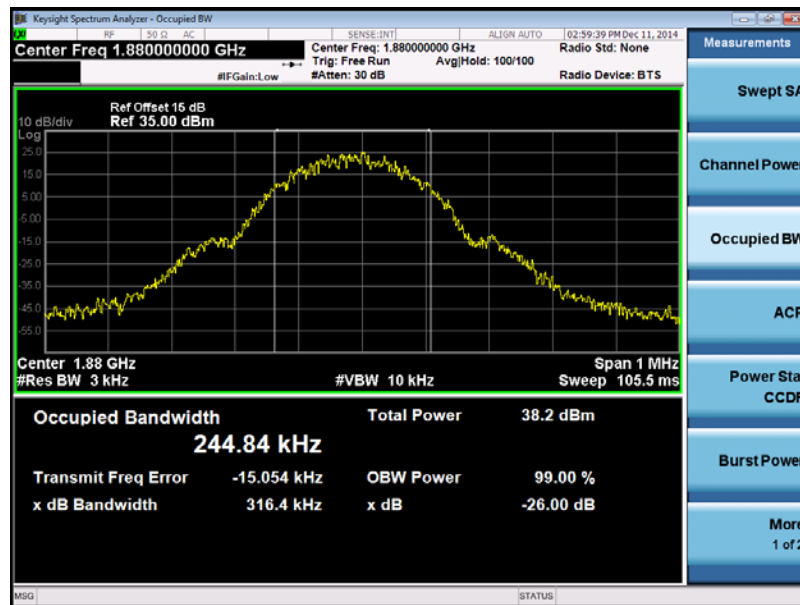 Keysight Spectrum Analyzer - Occupied BW
RF 50 Ω AC SENSE:INT ALIGN AUTO 02:59:39 PM Dec 11, 2014
Center Freq 1.880000000 GHz
Center Freq: 1.880000000 GHz Radio Std: None
Trig: Free Run Avg|Hold: 100/100
#IFGain:Low #Atten: 30 dB Radio Device: BTS
Ref Offset 15 dB
10 dB/div Ref 35.00 dBm
Log
25.0
15.0
5.00
-5.00
-15.0
-25.0
-35.0
-45.0
-55.0
Center 1.88 GHz Span 1 MHz
#Res BW 3 kHz #VBW 10 kHz Sweep 105.5 ms
Occupied Bandwidth Total Power 38.2 dBm
244.84 kHz
Transmit Freq Error -15.054 kHz OBW Power 99.00 %
x dB Bandwidth 316.4 kHz x dB -26.00 dB
MSG STATUS
Measurements
Swept SA
Channel Power
Occupied BW
ACP
Power Sta
CCDF
Burst Power
More
1 of 2